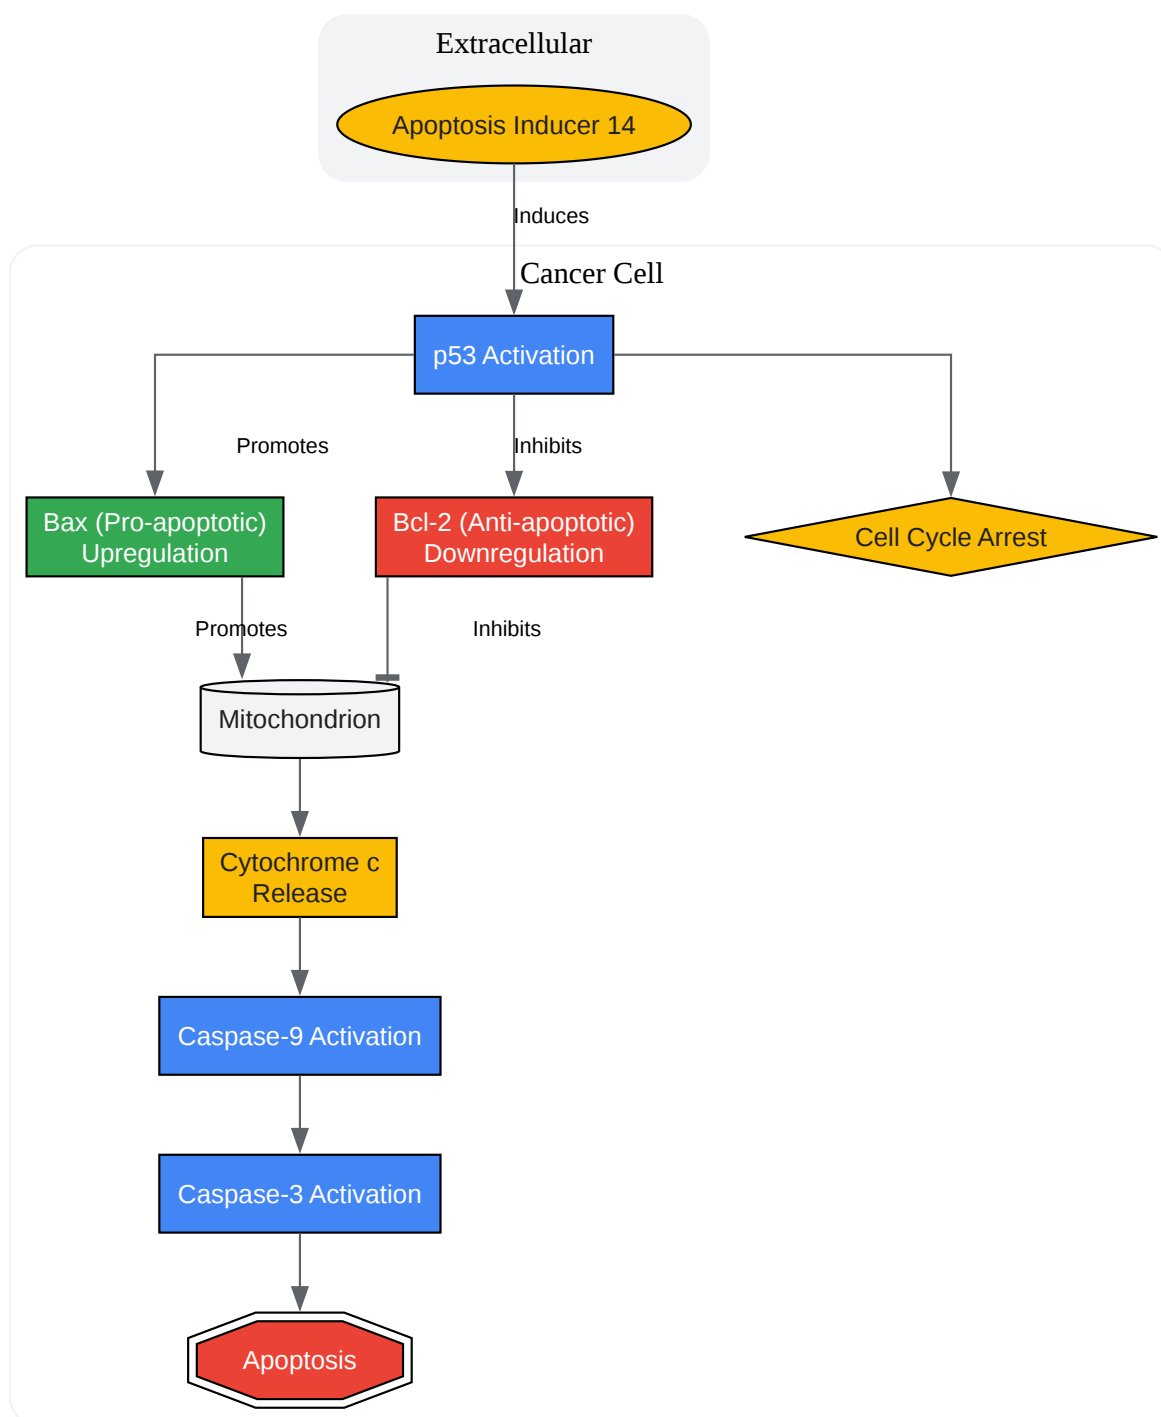 Extracellular
Apoptosis Inducer 14
Induces
Cancer Cell
p53 Activation
Promotes
Inhibits
Bax (Pro-apoptotic)
Upregulation
Bcl-2 (Anti-apoptotic)
Downregulation
Cell Cycle Arrest
Promotes
Inhibits
Mitochondrion
Cytochrome c
Release
Caspase-9 Activation
Caspase-3 Activation
Apoptosis